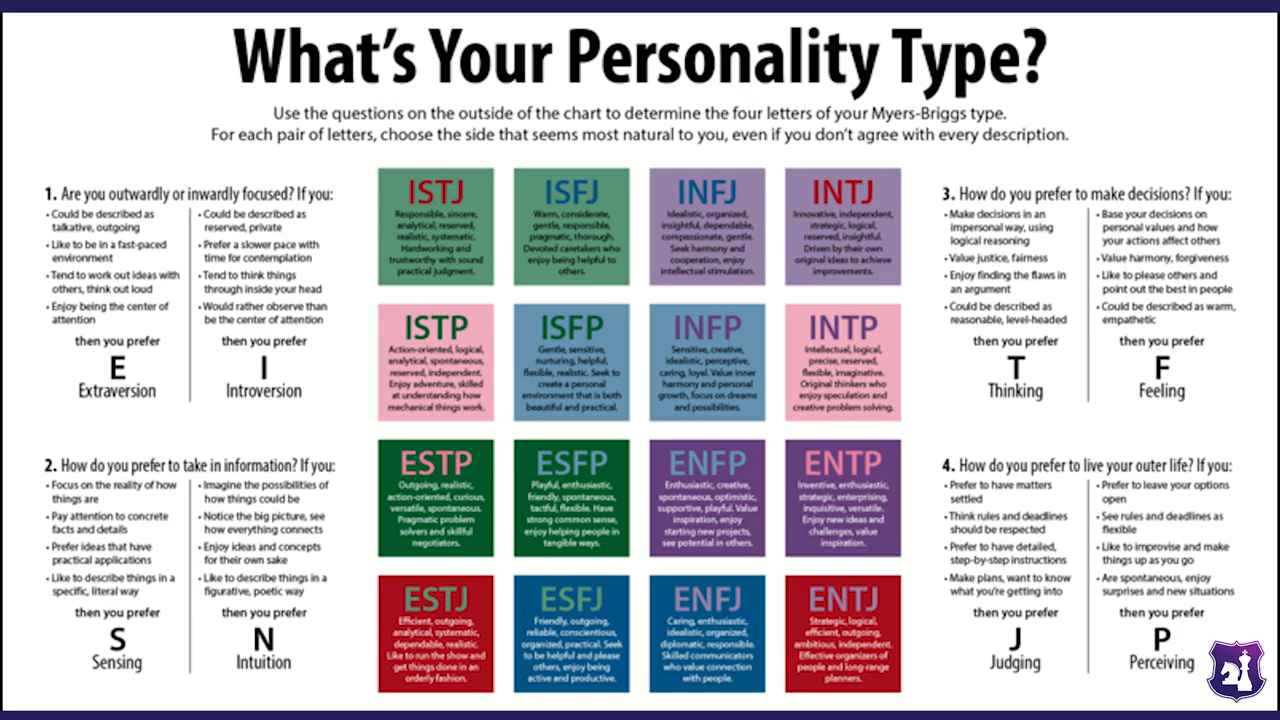 What's Your Personality Type?
Use the questions on the outside of the chart to determine the four letters of your Myers-Briggs type.
For each pair of letters, choose the side that seems most natural to you, even if you don't agree with every description.
1. Are you outwardly or inwardly focused? If you:
• Could be described as
talkative, outgoing
• Like to be in a fast-paced
environment
• Tend to work out ideas with
others, think out loud
• Enjoy being the center of
attention
then you prefer
E
Extraversion
• Could be described as
reserved, private
• Prefer a slower pace with
time for contemplation
• Tend to think things
through inside your head
• Would rather observe than
be the center of attention
then you prefer
I
Introversion
2. How do you prefer to take in information? If you:
• Focus on the reality of how
things are
• Pay attention to concrete
facts and details
• Prefer ideas that have
practical applications
• Like to describe things in a
specific, literal way
then you prefer
S
Sensing
• Imagine the possibilities of
how things could be
• Notice the big picture, see
how everything connects
• Enjoy ideas and concepts
for their own sake
• Like to describe things in a
figurative, poetic way
then you prefer
N
Intuition
ISTJ
Responsible, sincere,
analytical, reserved,
realistic, systematic.
Hardworking and
trustworthy with sound
practical judgment.
ISFJ
Warm, considerate,
gentle, responsible,
pragmatic, thorough.
Devoted caretakers who
enjoy being helpful to
others.
INFJ
Idealistic, organized,
insightful, dependable,
compassionate, gentle.
Seek harmony and
cooperation, enjoy
intellectual stimulation.
INTJ
Innovative, independent,
strategic, logical,
reserved, insightful.
Driven by their own
original ideas to achieve
improvements.
ISTP
Action-oriented, logical,
analytical, spontaneous,
reserved, independent.
Enjoy adventure, skilled
at understanding how
mechanical things work.
ISFP
Gentle, sensitive,
nurturing, helpful,
flexible, realistic. Seek to
create a personal
environment that is both
beautiful and practical.
INFP
Sensitive, creative,
idealistic, perceptive,
caring, loyal. Value inner
harmony and personal
growth, focus on dreams
and possibilities.
INTP
Intellectual, logical,
precise, reserved,
flexible, imaginative.
Original thinkers who
enjoy speculation and
creative problem solving.
ESTP
Outgoing, realistic,
action-oriented, curious,
versatile, spontaneous.
Pragmatic problem
solvers and skillful
negotiators.
ESFP
Playful, enthusiastic,
friendly, spontaneous,
tactful, flexible. Have
strong common sense,
enjoy helping people in
tangible ways.
ENFP
Enthusiastic, creative,
spontaneous, optimistic,
supportive, playful. Value
inspiration, enjoy
starting new projects,
see potential in others.
ENTP
Inventive, enthusiastic,
strategic, enterprising,
inquisitive, versatile.
Enjoy new ideas and
challenges, value
inspiration.
ESTJ
Efficient, outgoing,
analytical, systematic,
dependable, realistic.
Like to run the show and
get things done in an
orderly fashion.
ESFJ
Friendly, outgoing,
reliable, conscientious,
organized, practical. Seek
to be helpful and please
others, enjoy being
active and productive.
ENFJ
Caring, enthusiastic,
idealistic, organized,
diplomatic, responsible.
Skilled communicators
who value connection
with people.
ENTJ
Strategic, logical,
efficient, outgoing,
ambitious, independent.
Effective organizers of
people and long-range
planners.
3. How do you prefer to make decisions? If you:
• Make decisions in an
impersonal way, using
logical reasoning
• Value justice, fairness
• Enjoy finding the flaws in
an argument
• Could be described as
reasonable, level-headed
then you prefer
T
Thinking
• Base your decisions on
personal values and how
your actions affect others
• Value harmony, forgiveness
• Like to please others and
point out the best in people
• Could be described as warm,
empathetic
then you prefer
F
Feeling
4. How do you prefer to live your outer life? If you:
• Prefer to have matters
settled
• Think rules and deadlines
should be respected
• Prefer to have detailed,
step-by-step instructions
• Make plans, want to know
what you're getting into
then you prefer
J
Judging
• Prefer to leave your options
open
• See rules and deadlines as
flexible
• Like to improvise and make
things up as you go
• Are spontaneous, enjoy
surprises and new situations
then you prefer
P
Perceiving